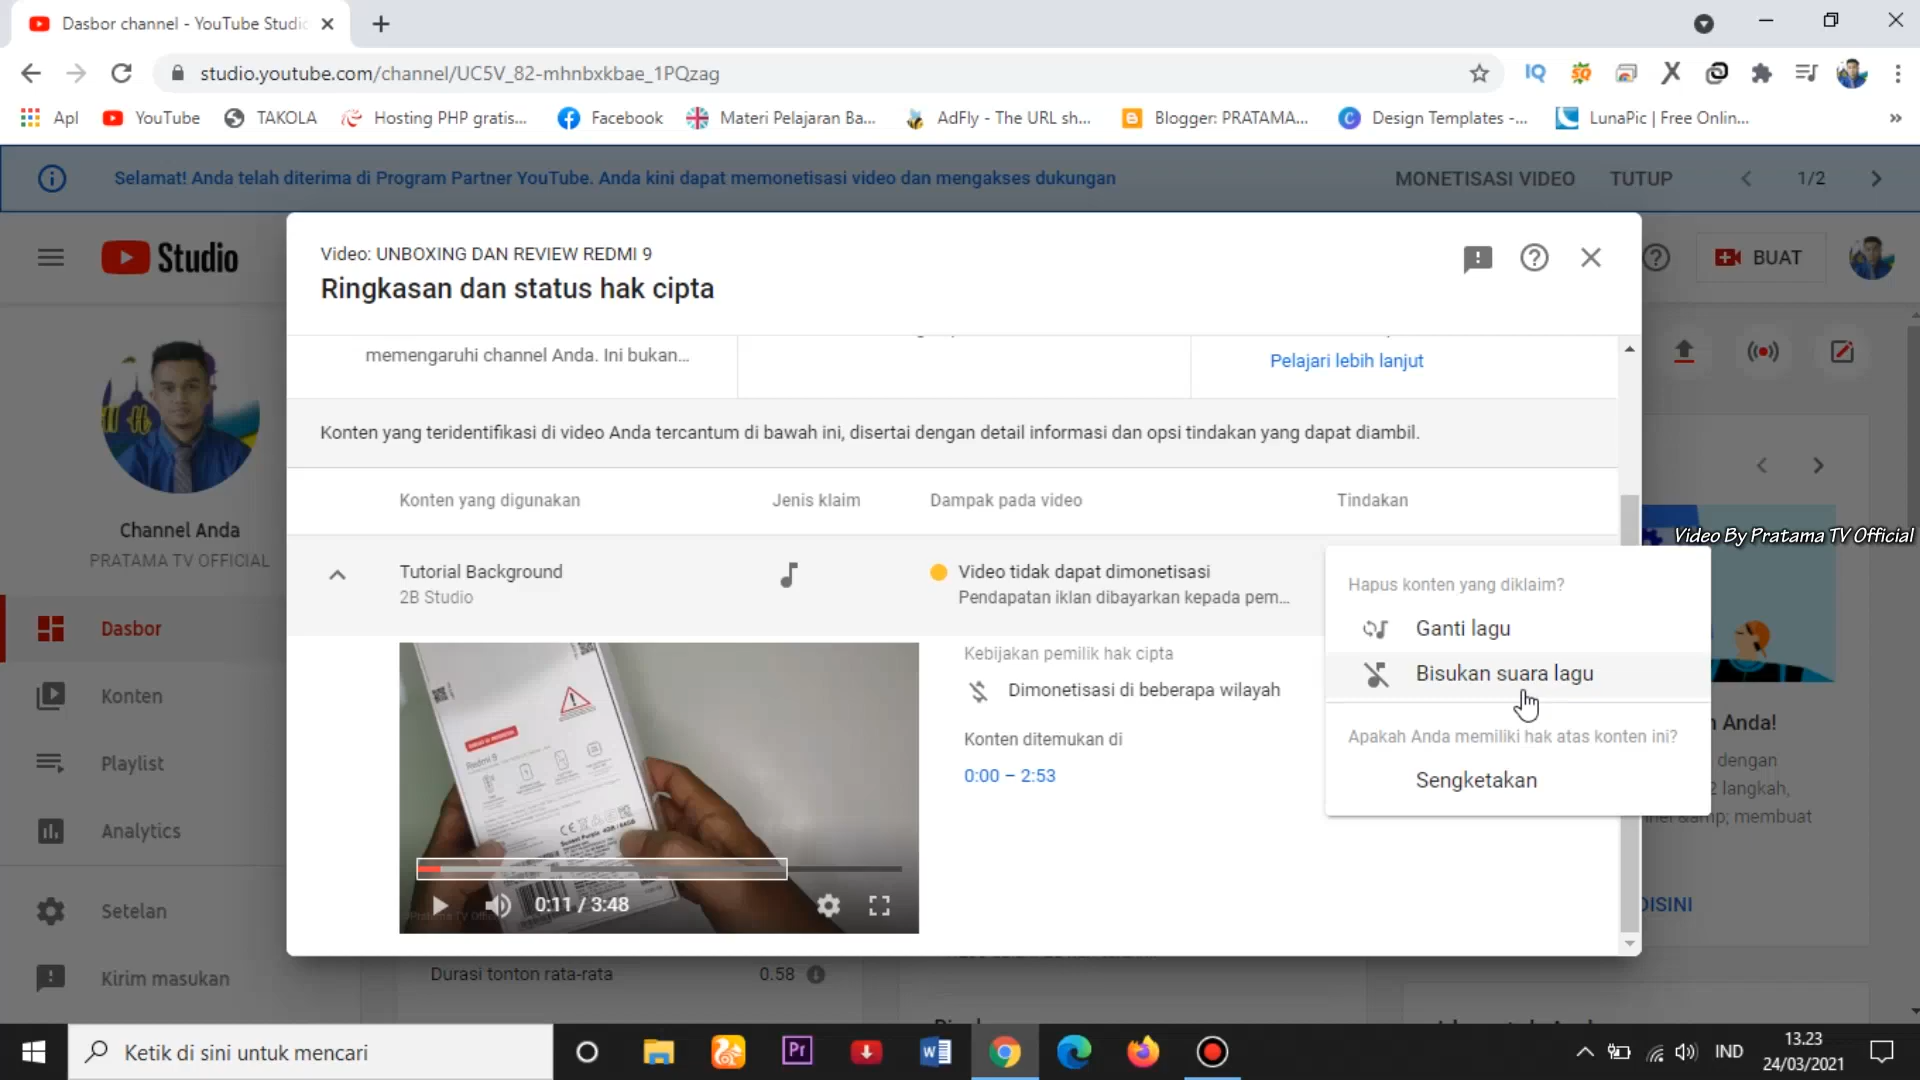 Dasbor channel - YouTube Studio
studio.youtube.com/channel/UC5V_82-mhnbxkbae_1PQzag
IQ
Apl
YouTube
TAKOLA
Hosting PHP gratis...
Facebook
Materi Pelajaran Ba...
AdFly - The URL sh...
Blogger: PRATAMA...
Design Templates -...
LunaPic | Free Onlin...
Selamat! Anda telah diterima di Program Partner YouTube. Anda kini dapat memonetisasi video dan mengakses dukungan
MONETISASI VIDEO
TUTUP
1/2
Studio
BUAT
Video: UNBOXING DAN REVIEW REDMI 9
Ringkasan dan status hak cipta
memengaruhi channel Anda. Ini bukan...
Pelajari lebih lanjut
Konten yang teridentifikasi di video Anda tercantum di bawah ini, disertai dengan detail informasi dan opsi tindakan yang dapat diambil.
Konten yang digunakan
Jenis klaim
Dampak pada video
Tindakan
Tutorial Background
2B Studio
Video tidak dapat dimonetisasi
Pendapatan iklan dibayarkan kepada pem...
Kebijakan pemilik hak cipta
Dimonetisasi di beberapa wilayah
Konten ditemukan di
0:00 – 2:53
Redmi 9
0:11 / 3:48
Hapus konten yang diklaim?
Ganti lagu
Bisukan suara lagu
Apakah Anda memiliki hak atas konten ini?
Sengketakan
Video By Pratama TV Official
Channel Anda
PRATAMA TV OFFICIAL
Dasbor
Konten
Playlist
Analytics
Setelan
Kirim masukan
Anda!
dengan
2 langkah,
&amp; membuat
DISINI
Durasi tonton rata-rata
0.58
Ketik di sini untuk mencari
Pr
IND
13.23
24/03/2021